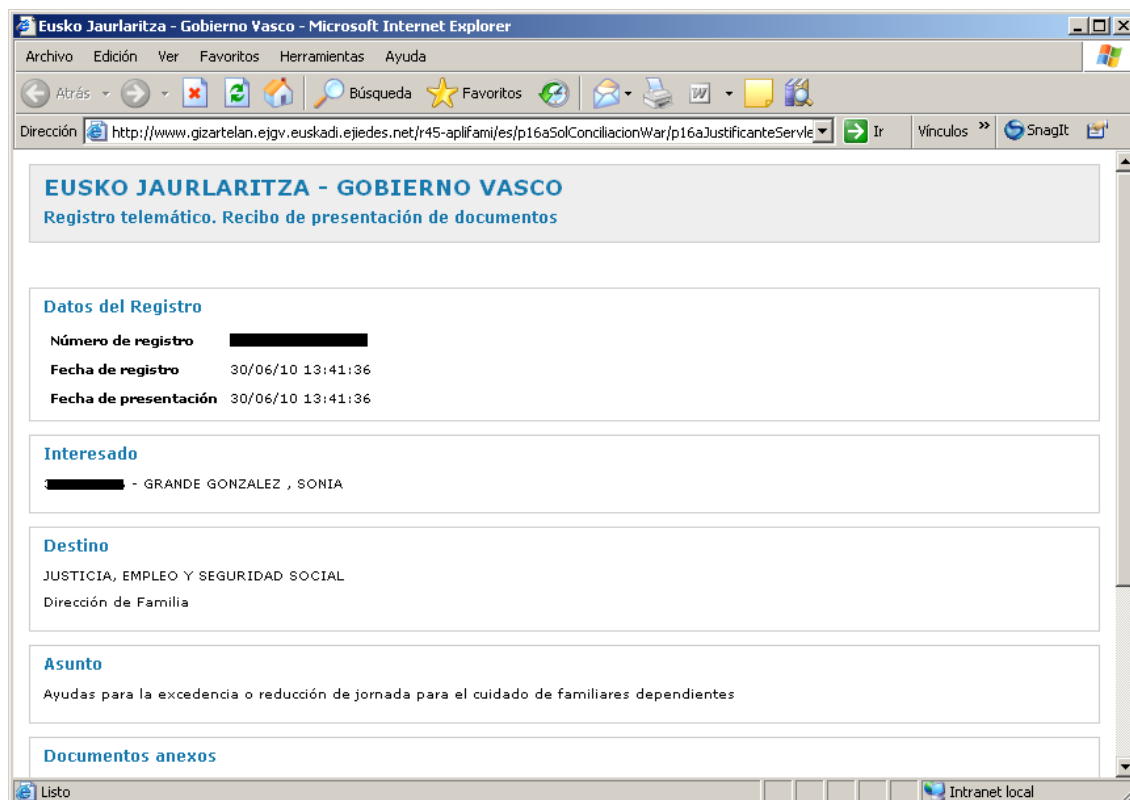 Eusko Jaurlaritza - Gobierno Vasco - Microsoft Internet Explorer
Archivo Edición Ver Favoritos Herramientas Ayuda
Atrás Búsqueda Favoritos
Dirección http://www.gizartelan.ejgv.euskadi.ejiedes.net/r45-aplifami/es/p16aSolConciliacionWar/p16aJustificanteServle Ir Vínculos » SnagIt
EUSKO JAURLARITZA - GOBIERNO VASCO
Registro telemático. Recibo de presentación de documentos
Datos del Registro
Número de registro
Fecha de registro 30/06/10 13:41:36
Fecha de presentación 30/06/10 13:41:36
Interesado
- GRANDE GONZALEZ , SONIA
Destino
JUSTICIA, EMPLEO Y SEGURIDAD SOCIAL
Dirección de Familia
Asunto
Ayudas para la excedencia o reducción de jornada para el cuidado de familiares dependientes
Documentos anexos
Listo Intranet local